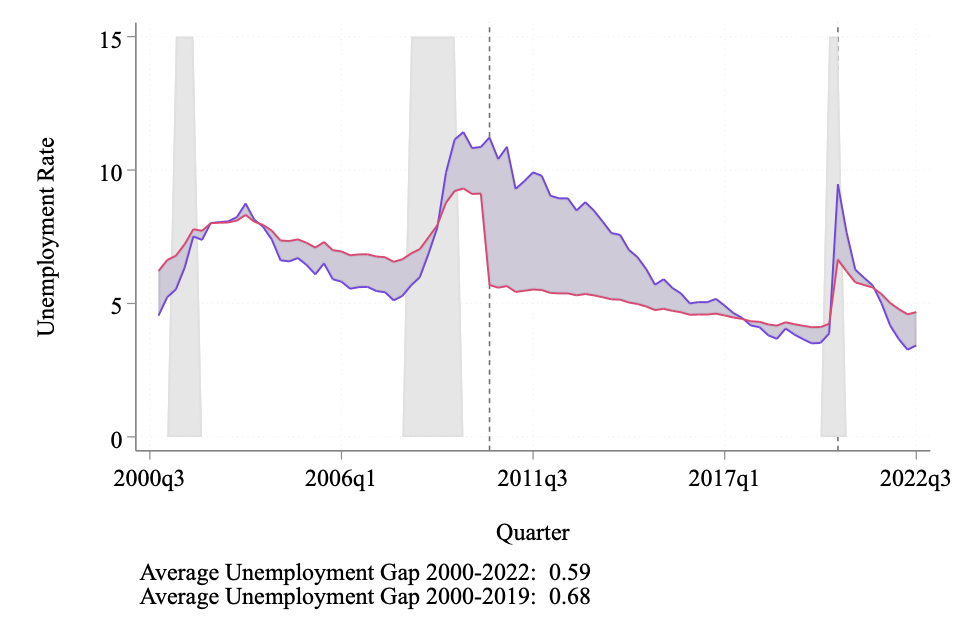 15
10
5
0
Unemployment Rate
2000q3 2006q1 2011q3 2017q1 2022q3
Quarter
Average Unemployment Gap 2000-2022: 0.59
Average Unemployment Gap 2000-2019: 0.68